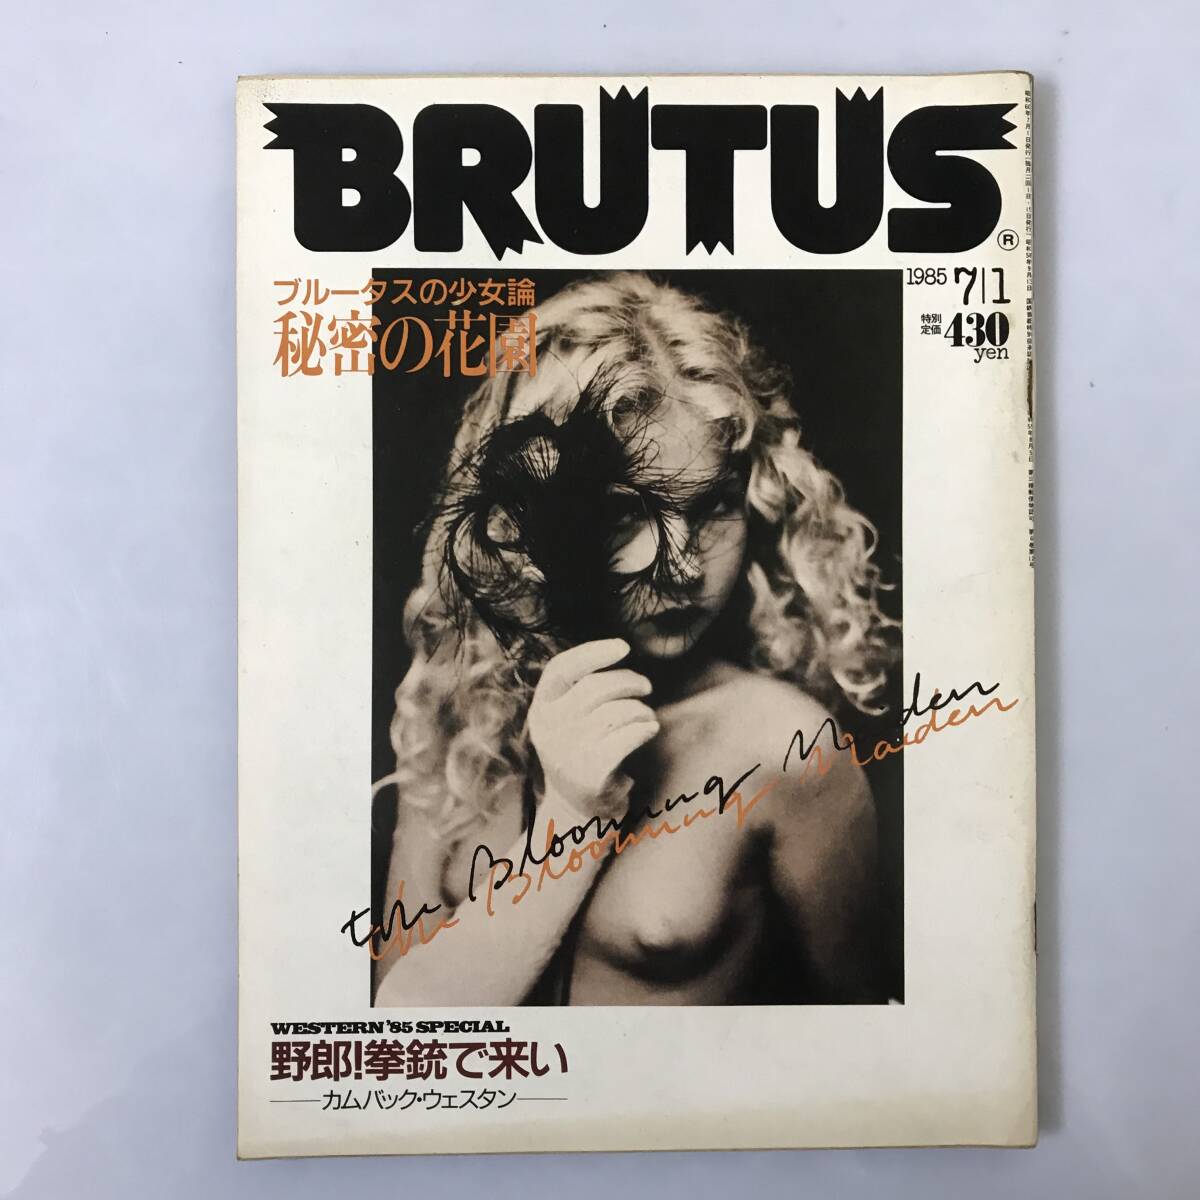 BRUTUS
®
1985 7|1
特別
定価 430
yen
ブルータスの少女論
秘密の花園
the Blooming Maiden
the Blooming Maiden
WESTERN '85 SPECIAL
野郎!拳銃で来い
カムバック・ウェスタン